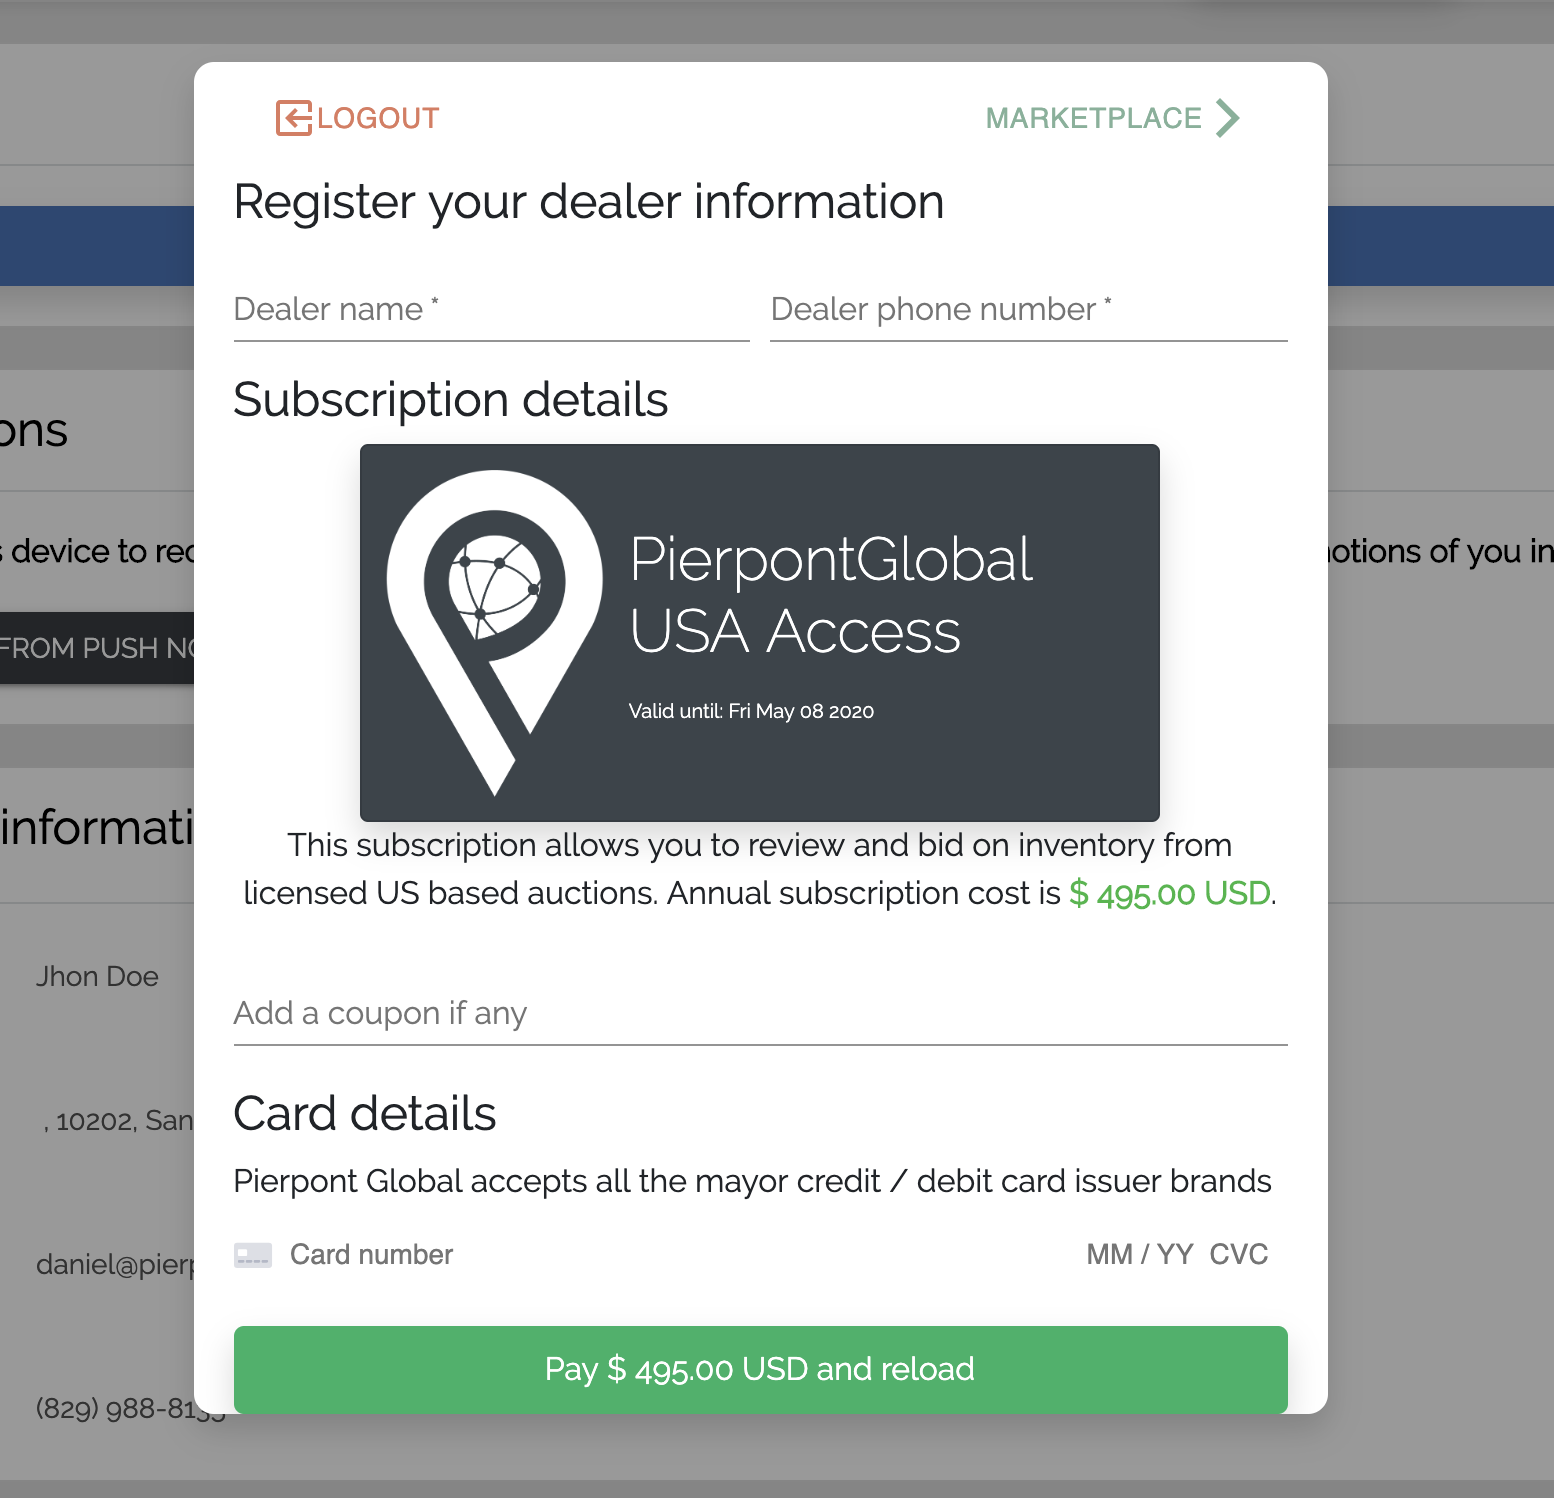 LOGOUT
MARKETPLACE
Register your dealer information
Dealer name *
Dealer phone number *
Subscription details
PierpontGlobal
USA Access
Valid until: Fri May 08 2020
This subscription allows you to review and bid on inventory from
licensed US based auctions. Annual subscription cost is $ 495.00 USD.
Add a coupon if any
Card details
Pierpont Global accepts all the mayor credit / debit card issuer brands
Card number
MM / YY CVC
Pay $ 495.00 USD and reload
ons
device to rec
otions of you in
FROM PUSH NO
informati
Jhon Doe
, 10202, San
daniel@pierp
(829) 988-81